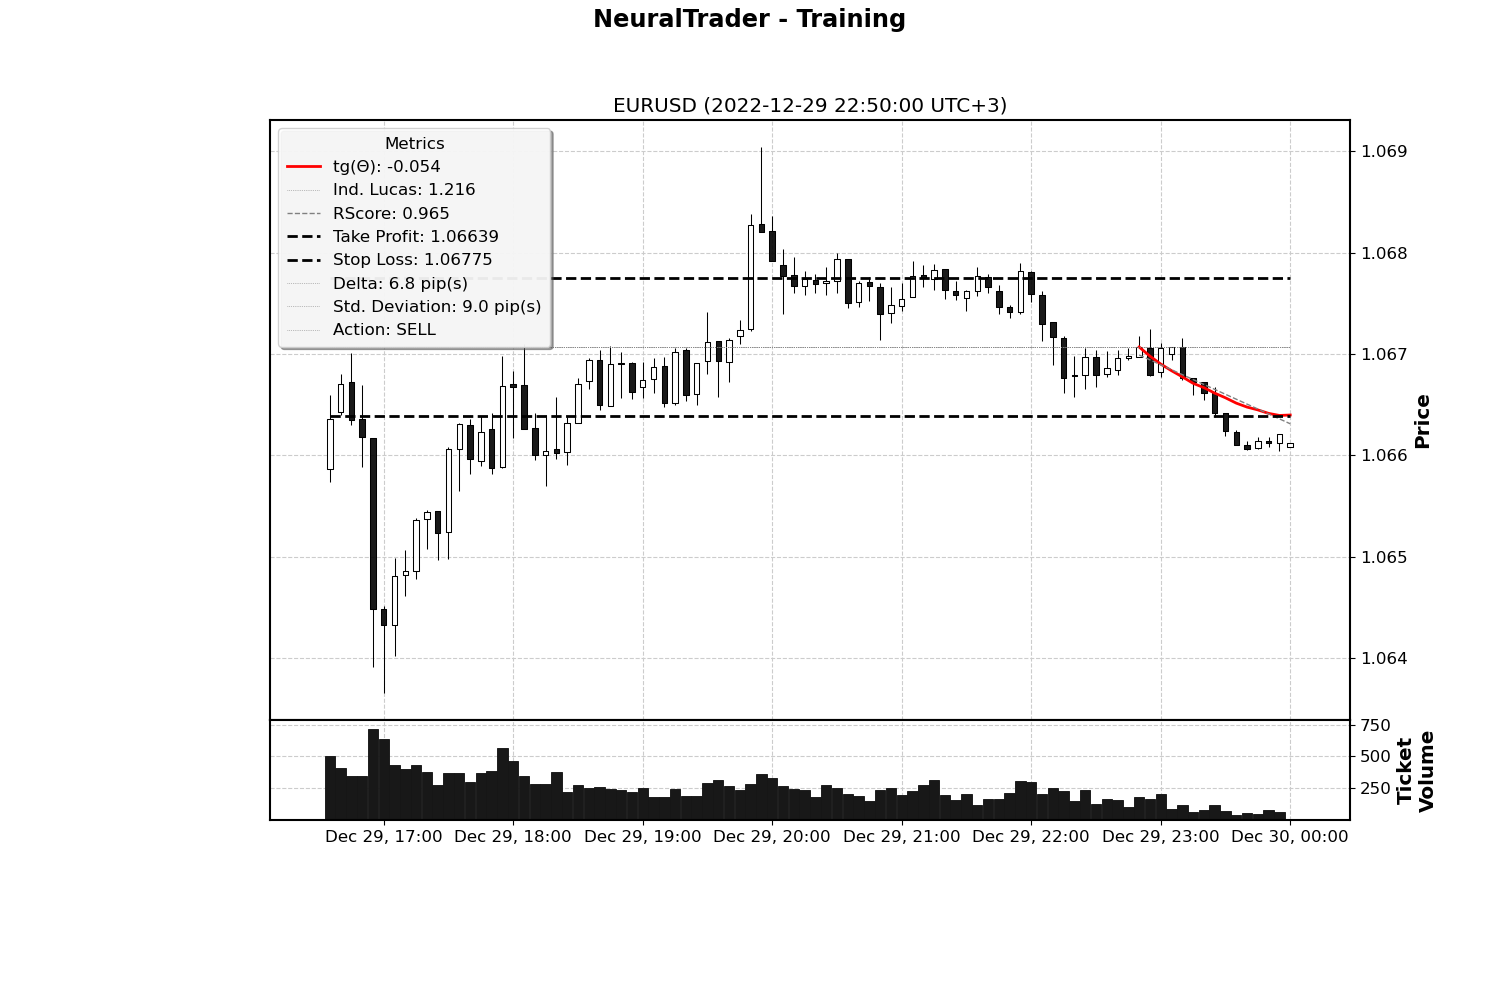 NeuralTrader - Training
EURUSD (2022-12-29 22:50:00 UTC+3)
Metrics
tg(Θ): -0.054
Ind. Lucas: 1.216
RScore: 0.965
Take Profit: 1.06639
Stop Loss: 1.06775
Delta: 6.8 pip(s)
Std. Deviation: 9.0 pip(s)
Action: SELL
1.069
1.068
1.067
1.066
1.065
1.064
Price
750
500
250
Ticket
Volume
Dec 29, 17:00 Dec 29, 18:00 Dec 29, 19:00 Dec 29, 20:00 Dec 29, 21:00 Dec 29, 22:00 Dec 29, 23:00 Dec 30, 00:00